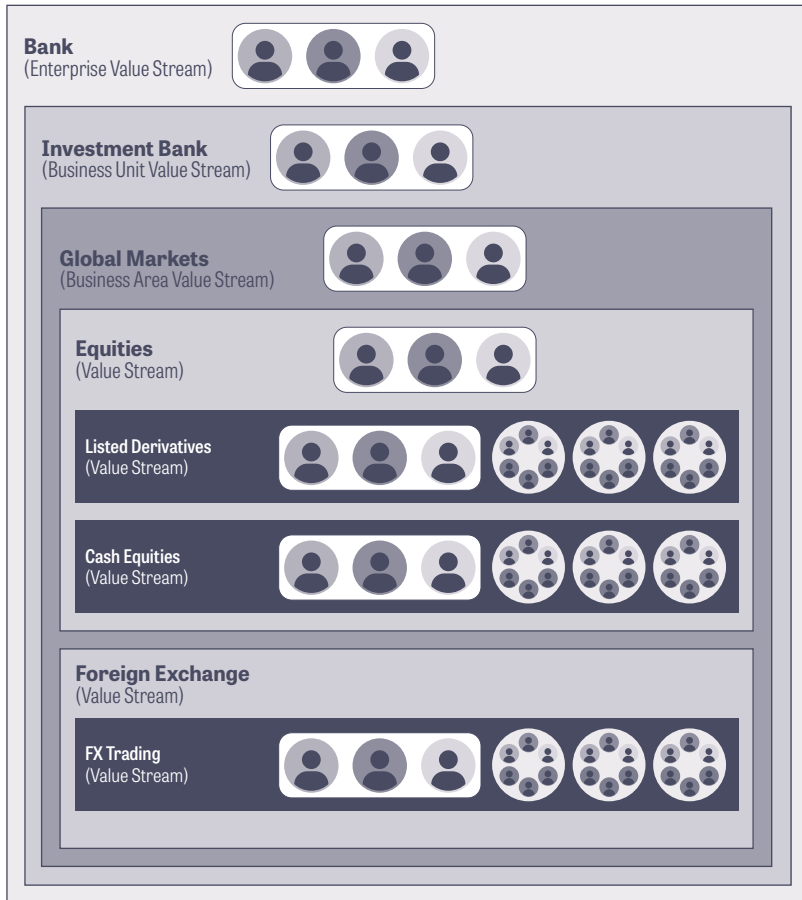 Bank
(Enterprise Value Stream)
Investment Bank
(Business Unit Value Stream)
Global Markets
(Business Area Value Stream)
Equities
(Value Stream)
Listed Derivatives
(Value Stream)
Cash Equities
(Value Stream)
Foreign Exchange
(Value Stream)
FX Trading
(Value Stream)